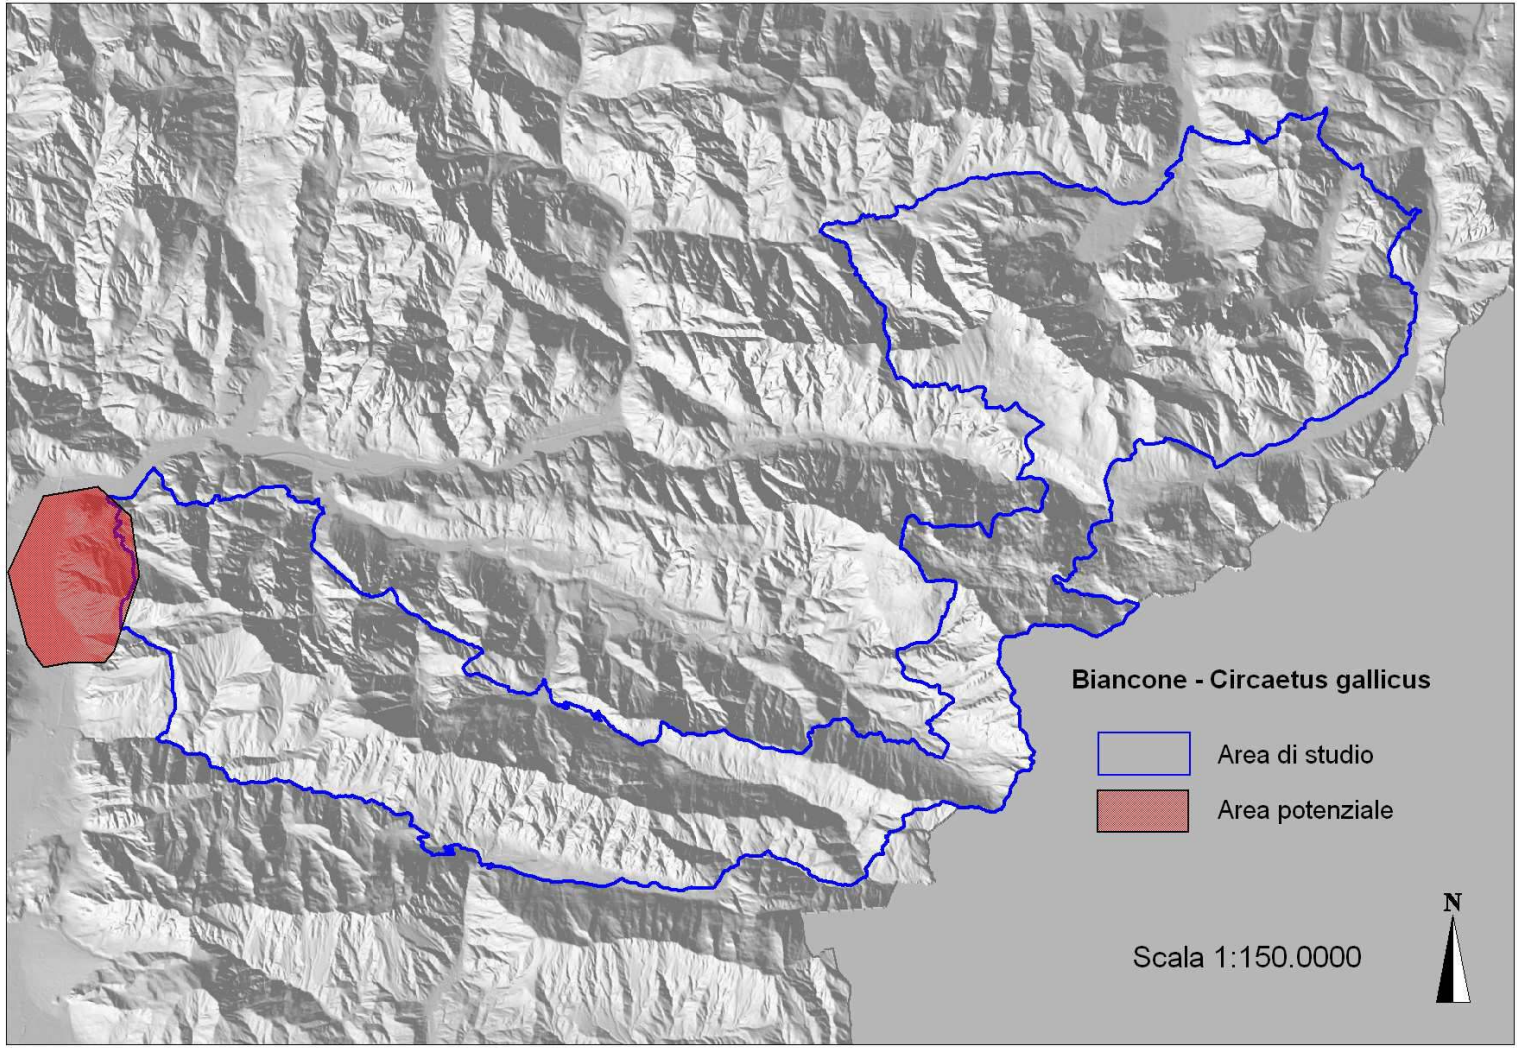 Biancone - Circaetus gallicus
Area di studio
Area potenziale
N
Scala 1:150.0000